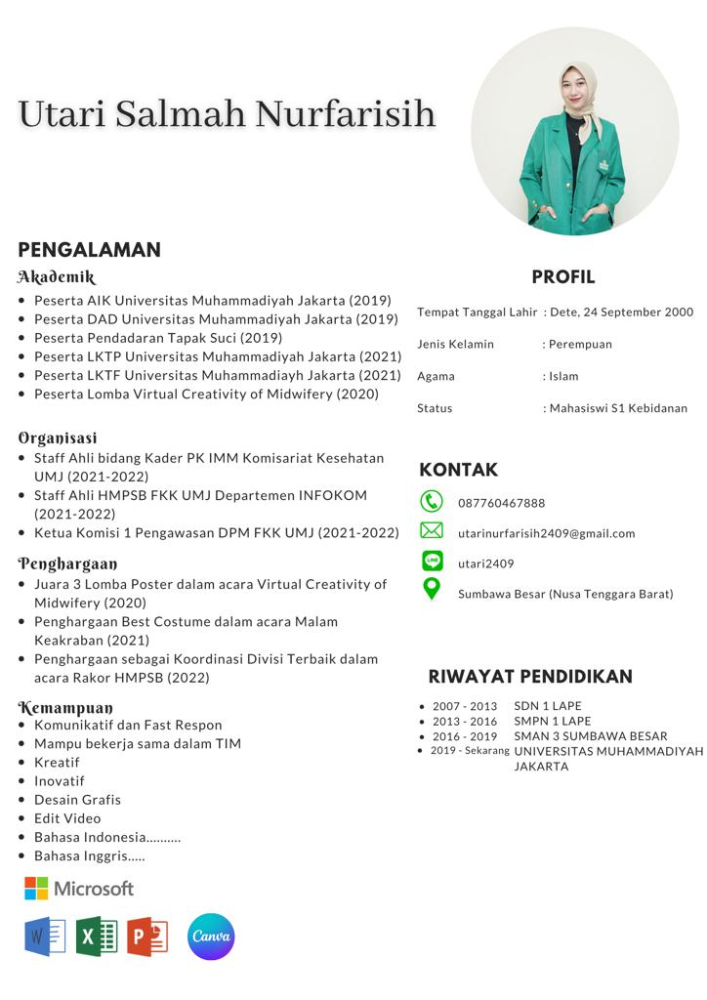 Utari Salmah Nurfarisih
PENGALAMAN
Akademik
• Peserta AIK Universitas Muhammadiyah Jakarta (2019)
• Peserta DAD Universitas Muhammadiyah Jakarta (2019)
• Peserta Pendadaran Tapak Suci (2019)
• Peserta LKTP Universitas Muhammadiyah Jakarta (2021)
• Peserta LKTF Universitas Muhammadiayh Jakarta (2021)
• Peserta Lomba Virtual Creativity of Midwifery (2020)
Organisasi
• Staff Ahli bidang Kader PK IMM Komisariat Kesehatan
UMJ (2021-2022)
• Staff Ahli HMPSB FKK UMJ Departemen INFOKOM
(2021-2022)
• Ketua Komisi 1 Pengawasan DPM FKK UMJ (2021-2022)
Penghargaan
• Juara 3 Lomba Poster dalam acara Virtual Creativity of
Midwifery (2020)
• Penghargaan Best Costume dalam acara Malam
Keakraban (2021)
• Penghargaan sebagai Koordinasi Divisi Terbaik dalam
acara Rakor HMPSB (2022)
Kemampuan
• Komunikatif dan Fast Respon
• Mampu bekerja sama dalam TIM
• Kreatif
• Inovatif
• Desain Grafis
• Edit Video
• Bahasa Indonesia..........
• Bahasa Inggris.....
Microsoft
W X P Canva
PROFIL
Tempat Tanggal Lahir : Dete, 24 September 2000
Jenis Kelamin : Perempuan
Agama : Islam
Status : Mahasiswi S1 Kebidanan
KONTAK
087760467888
utarinurfarisih2409@gmail.com
LINE utari2409
Sumbawa Besar (Nusa Tenggara Barat)
RIWAYAT PENDIDIKAN
• 2007 - 2013 SDN 1 LAPE
• 2013 - 2016 SMPN 1 LAPE
• 2016 - 2019 SMAN 3 SUMBAWA BESAR
• 2019 - Sekarang UNIVERSITAS MUHAMMADIYAH
JAKARTA